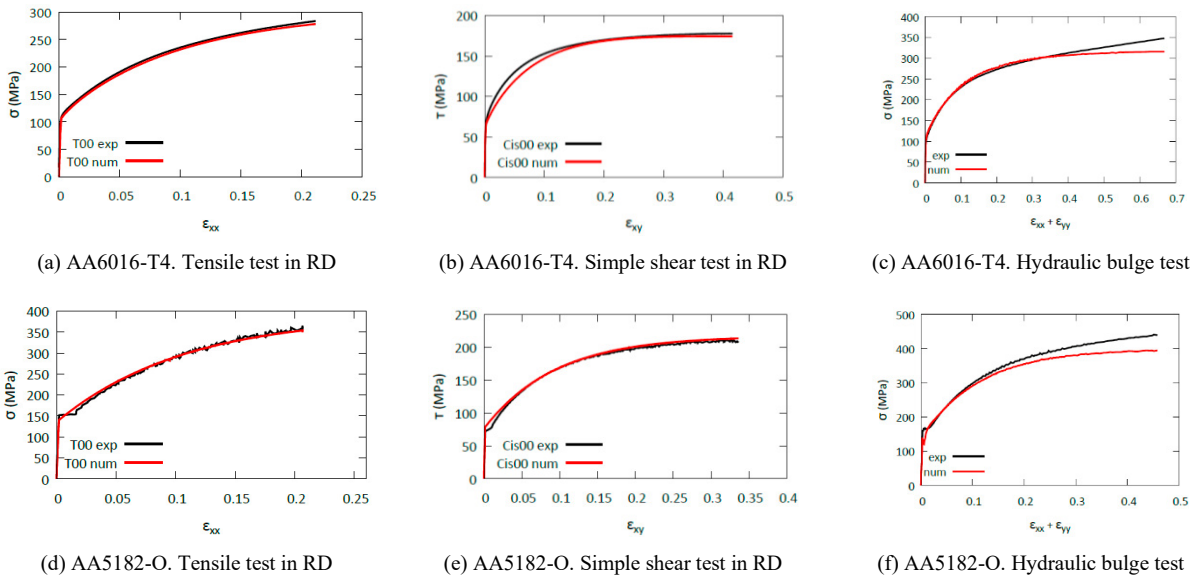 300
250
200
150
100
50
0
σ (MPa)
T00 exp
T00 num
0 0.05 0.1 0.15 0.2 0.25
εxx
(a) AA6016-T4. Tensile test in RD
200
150
100
50
0
τ (MPa)
Cis00 exp
Cis00 num
0 0.1 0.2 0.3 0.4 0.5
εxy
(b) AA6016-T4. Simple shear test in RD
400
350
300
250
200
150
100
50
0
σ (MPa)
exp
num
0 0.1 0.2 0.3 0.4 0.5 0.6 0.7
εxx + εyy
(c) AA6016-T4. Hydraulic bulge test
400
350
300
250
200
150
100
50
0
σ (MPa)
T00 exp
T00 num
0 0.05 0.1 0.15 0.2 0.25
εxx
(d) AA5182-O. Tensile test in RD
250
200
150
100
50
0
τ (MPa)
Cis00 exp
Cis00 num
0 0.05 0.1 0.15 0.2 0.25 0.3 0.35 0.4
εxy
(e) AA5182-O. Simple shear test in RD
500
400
300
200
100
0
σ (MPa)
exp
num
0 0.1 0.2 0.3 0.4 0.5
εxx + εyy
(f) AA5182-O. Hydraulic bulge test